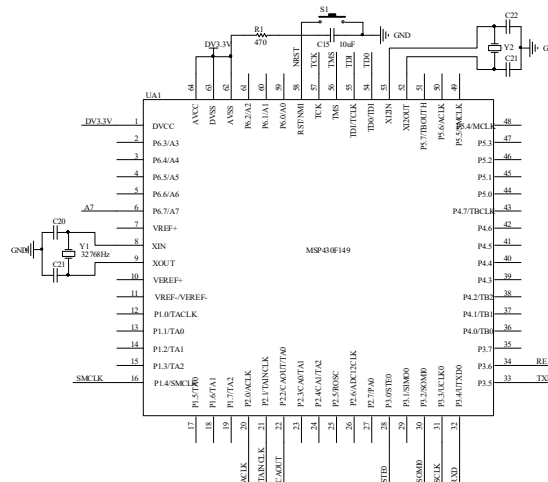 S1
R1
470
C15
10uF
GND
DV3.3V
NRST
TCK
TMS
TDI
TD0
C22
Y2
C21
GND
64
63
62
61
60
59
58
57
56
55
54
53
52
51
50
49
UA1
AVCC
DVSS
AVSS
P6.2/A2
P6.1/A1
P6.0/A0
RST/NMI
TCK
TMS
TDI/TCLK
TD0/TD1
XI2IN
XI2OUT
P5.7/TBOUTH
P5.6/ACLK
P5.5/SMCLK
DV3.3V
1 DVCC
2 P6.3/A3
3 P6.4/A4
4 P6.5/A5
5 P6.6/A6
A7
6 P6.7/A7
7 VREF+
8 XIN
9 XOUT
10 VEREF+
11 VREF-/VEREF-
12 P1.0/TACLK
13 P1.1/TA0
14 P1.2/TA1
15 P1.3/TA2
SMCLK
16 P1.4/SMCLK
C20
GND
Y1
32768Hz
C21
MSP430F149
P5.4/MCLK 48
P5.3 47
P5.2 46
P5.1 45
P5.0 44
P4.7/TBCLK 43
P4.6 42
P4.5 41
P4.4 40
P4.3 39
P4.2/TB2 38
P4.1/TB1 37
P4.0/TB0 36
P3.7 35
P3.6 34
RE
P3.5 33
TX
P1.5/TA0
P1.6/TA1
P1.7/TA2
P2.0/ACLK
P2.1/TAINCLK
P2.2/CAOUT/TA0
P2.3/CA0/TA1
P2.4/CA1/TA2
P2.5/ROSC
P2.6/ADC12CLK
P2.7/PA0
P3.0/STE0
P3.1/SIMO0
P3.2/SOMI0
P3.3/UCLK0
P3.4/UTXD0
17
18
19
20
21
22
23
24
25
26
27
28
29
30
31
32
ACLK
TAINCLK
CAOUT
STE0
SOMI0
SCLK
RXD